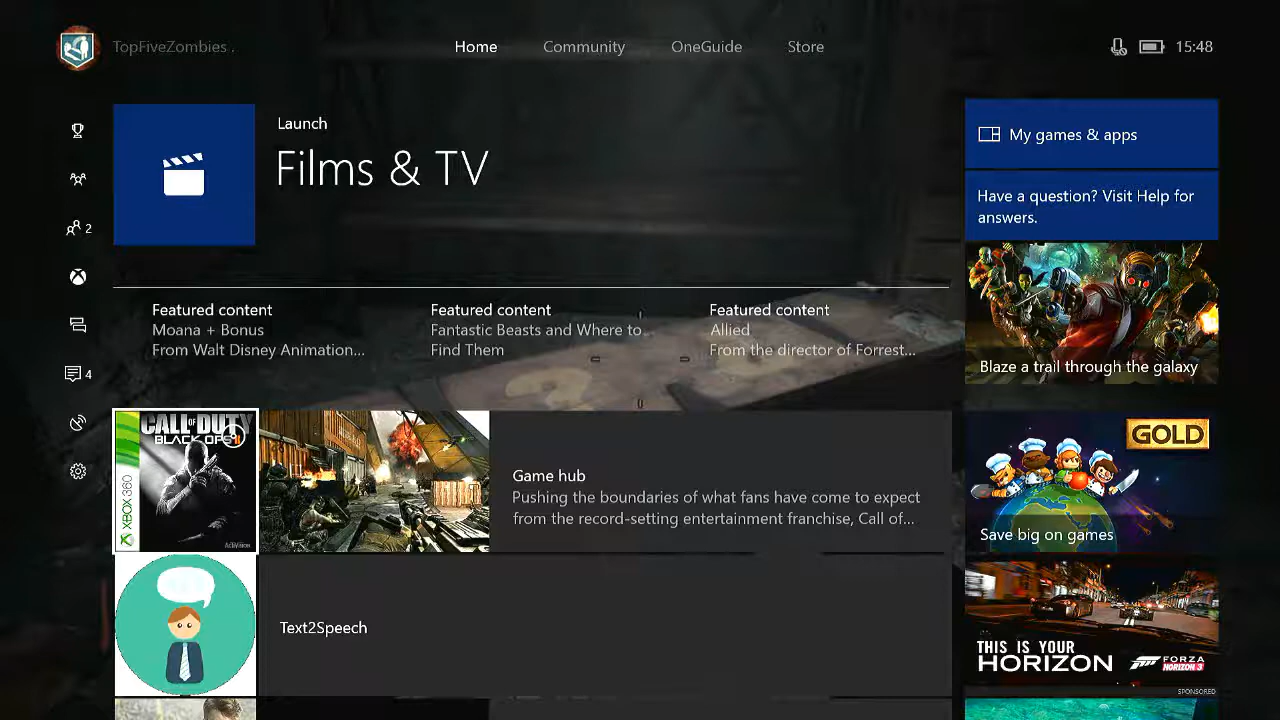 TopFiveZombies .
Home
Community
OneGuide
Store
15:48
Launch
Films & TV
2
4
Featured content
Moana + Bonus
From Walt Disney Animation...
Featured content
Fantastic Beasts and Where to
Find Them
Featured content
Allied
From the director of Forrest...
My games & apps
Have a question? Visit Help for
answers.
Blaze a trail through the galaxy
CALL OF DUTY
BLACK OPS II
XBOX 360
ACTIVISION
Game hub
Pushing the boundaries of what fans have come to expect
from the record-setting entertainment franchise, Call of...
GOLD
Save big on games
Text2Speech
THIS IS YOUR
HORIZON
FORZA
HORIZON 3
SPONSORED